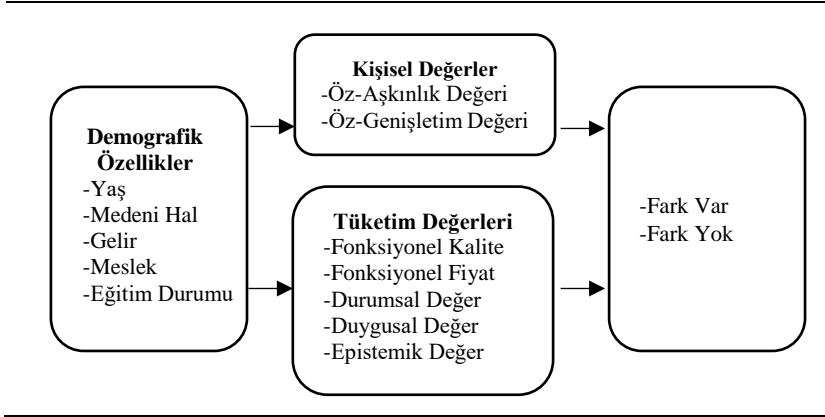 Demografik
Özellikler
-Yaş
-Medeni Hal
-Gelir
-Meslek
-Eğitim Durumu
Kişisel Değerler
-Öz-Aşkınlık Değeri
-Öz-Genişletim Değeri
Tüketim Değerleri
-Fonksiyonel Kalite
-Fonksiyonel Fiyat
-Durumsal Değer
-Duygusal Değer
-Epistemik Değer
-Fark Var
-Fark Yok